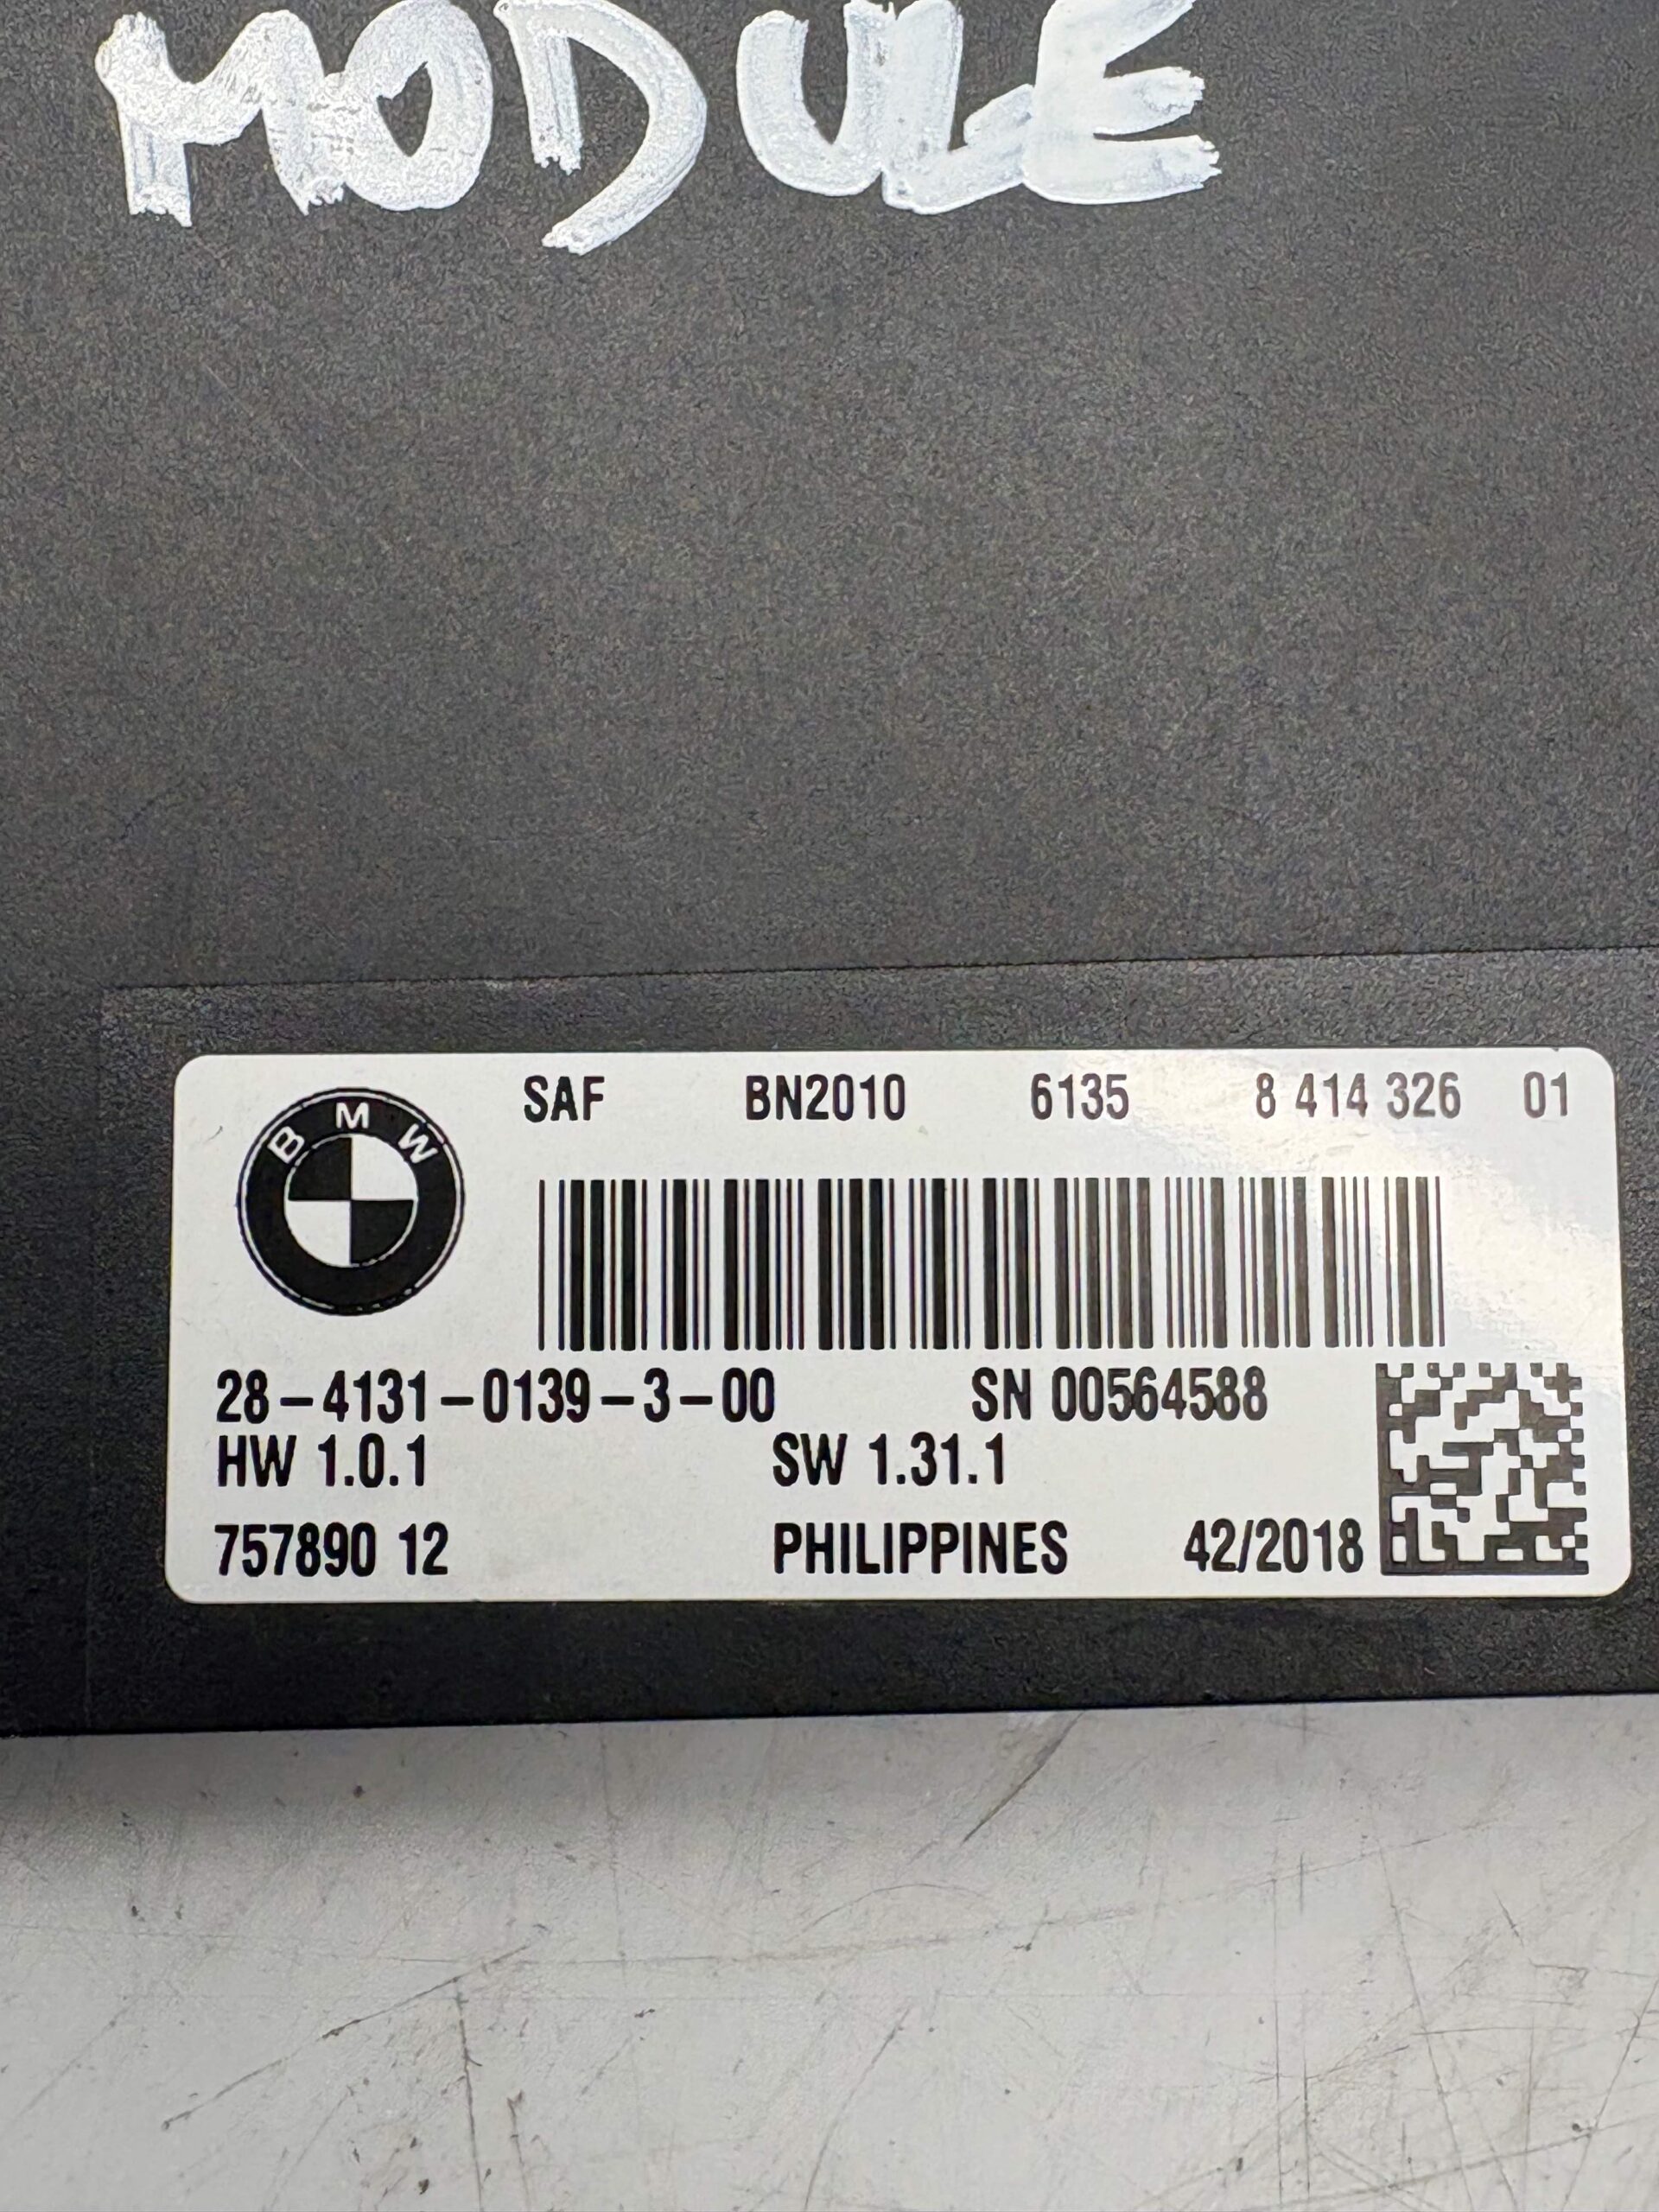 MODULE
BMW
SAF BN2010 6135 8 414 326 01
28-4131-0139-3-00 SN 00564588
HW 1.0.1 SW 1.31.1
757890 12 PHILIPPINES 42/2018